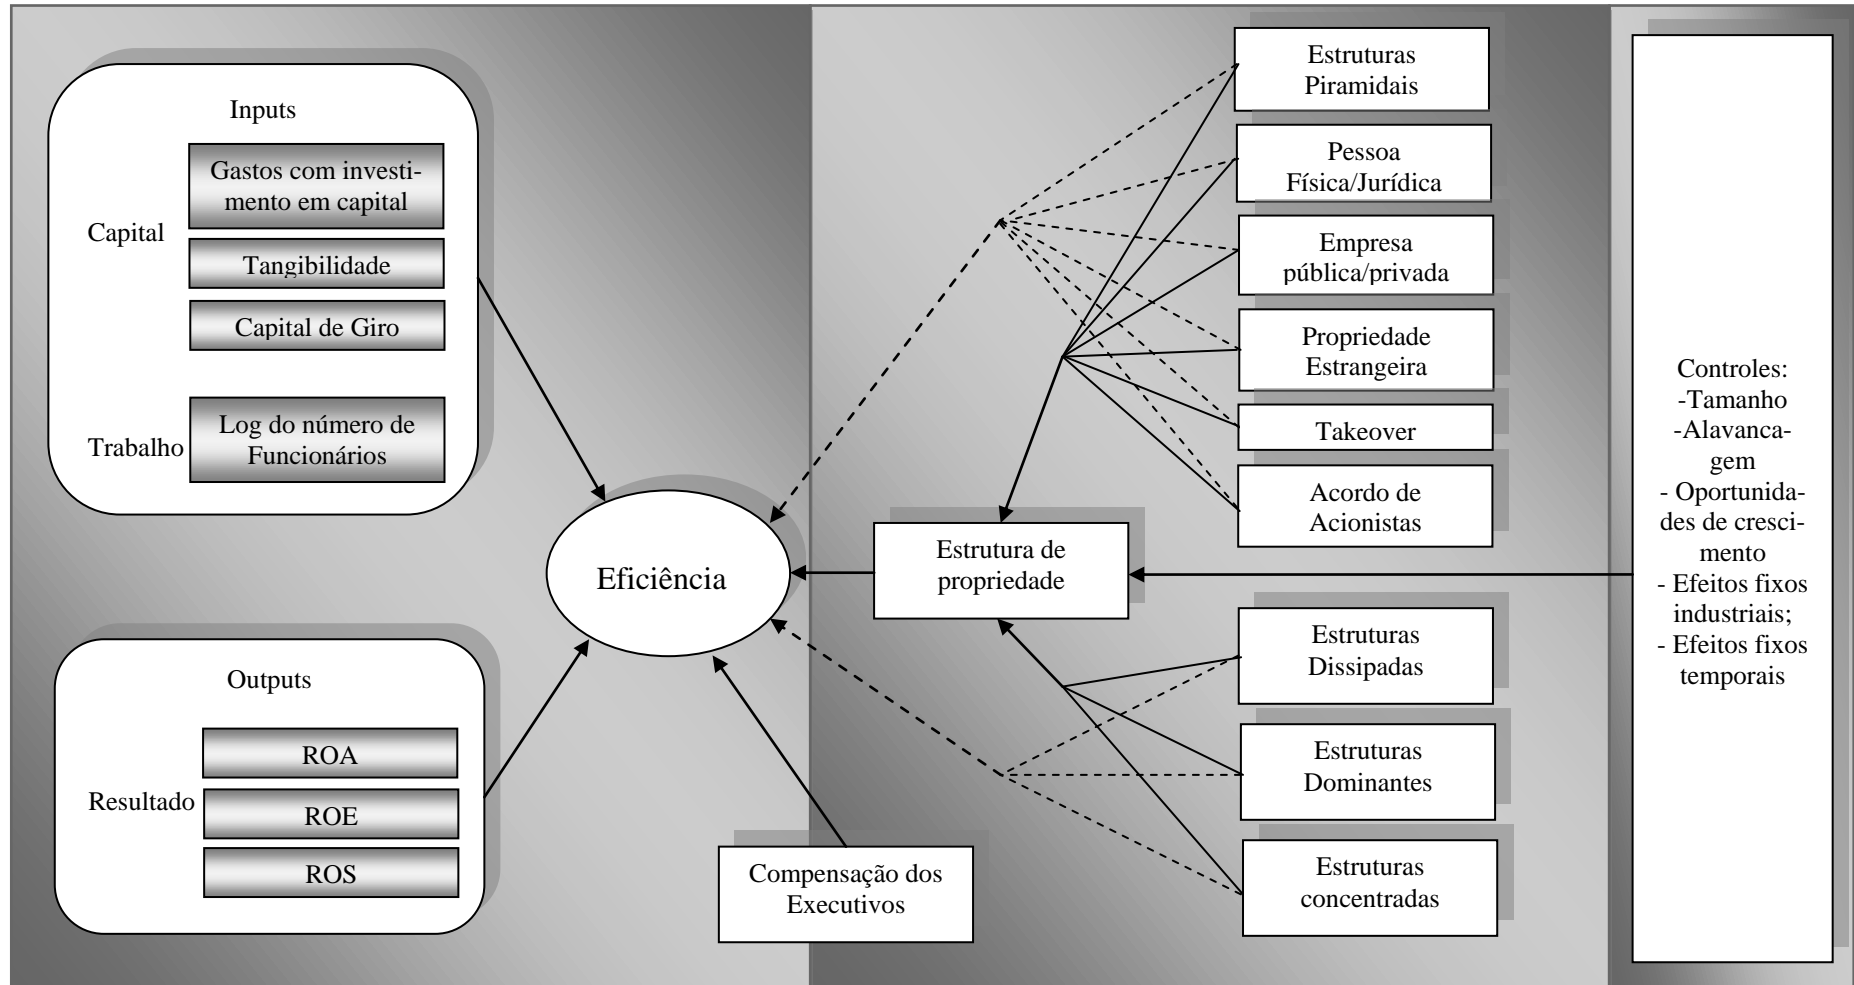 Inputs
Capital
Gastos com investi-
mento em capital
Tangibilidade
Capital de Giro
Trabalho
Log do número de
Funcionários
Outputs
Resultado
ROA
ROE
ROS
Eficiência
Compensação dos
Executivos
Estrutura de
propriedade
Estruturas
Piramidais
Pessoa
Física/Jurídica
Empresa
pública/privada
Propriedade
Estrangeira
Takeover
Acordo de
Acionistas
Estruturas
Dissipadas
Estruturas
Dominantes
Estruturas
concentradas
Controles:
-Tamanho
-Alavanca-
gem
- Oportunida-
des de cresci-
mento
- Efeitos fixos
industriais;
- Efeitos fixos
temporais